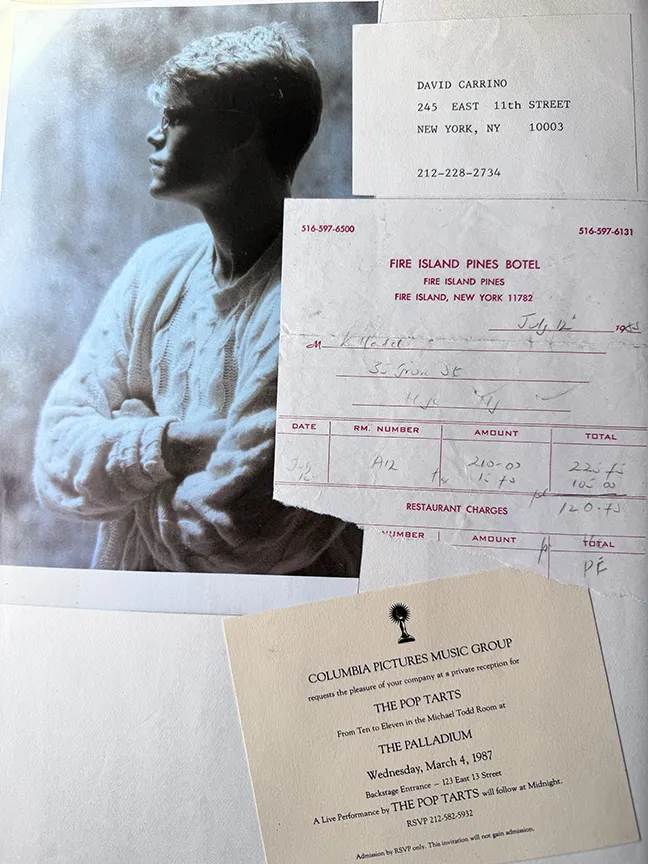 DAVID CARRINO
245 EAST 11th STREET
NEW YORK, NY 10003
212-228-2734
516-597-6500 516-597-6131
FIRE ISLAND PINES BOTEL
FIRE ISLAND PINES
FIRE ISLAND, NEW YORK 11782
July 12 19
M
St
DATE RM. NUMBER AMOUNT TOTAL
July A12 210-00
RESTAURANT CHARGES
NUMBER AMOUNT TOTAL
COLUMBIA PICTURES MUSIC GROUP
requests the pleasure of your company at a private reception for
THE POP TARTS
From Ten to Eleven in the Michael Todd Room at
THE PALLADIUM
Wednesday, March 4, 1987
Backstage Entrance – 123 East 13 Street
A Live Performance by THE POP TARTS will follow at Midnight.
RSVP 212-582-5932
Admission by RSVP only. This invitation will not gain admission.